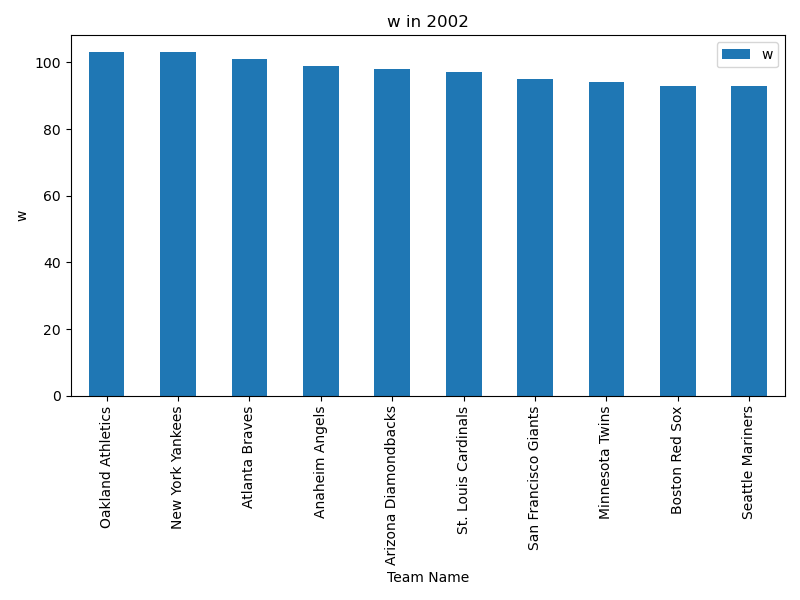 w in 2002
w
w
100
80
60
40
20
0
Oakland Athletics
New York Yankees
Atlanta Braves
Anaheim Angels
Arizona Diamondbacks
St. Louis Cardinals
San Francisco Giants
Minnesota Twins
Boston Red Sox
Seattle Mariners
Team Name